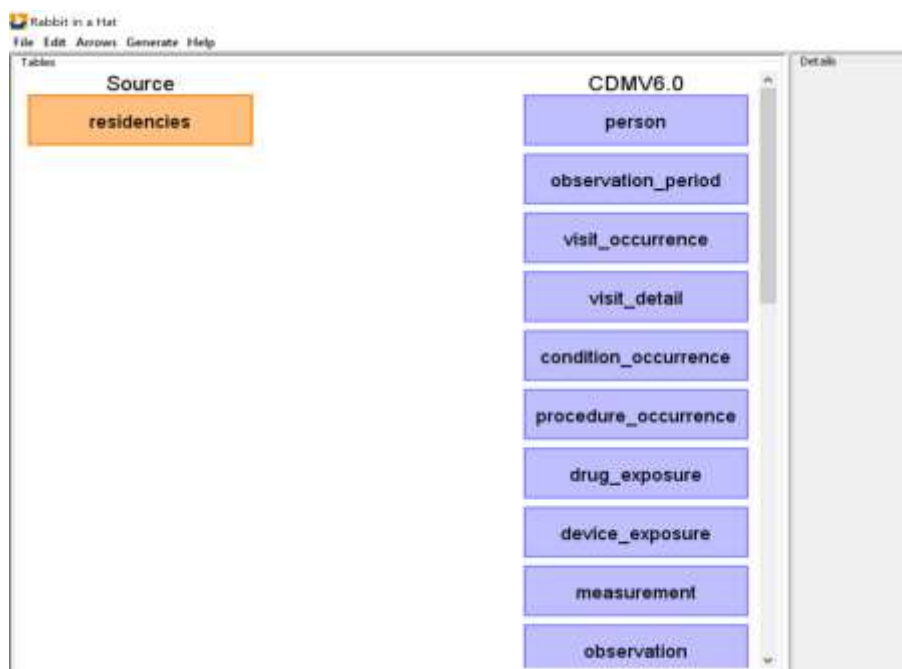 Rabbit in a Hat
File Edit Arrows Generate Help
Tables
Details
Source
CDMV6.0
residencies
person
observation_period
visit_occurrence
visit_detail
condition_occurrence
procedure_occurrence
drug_exposure
device_exposure
measurement
observation